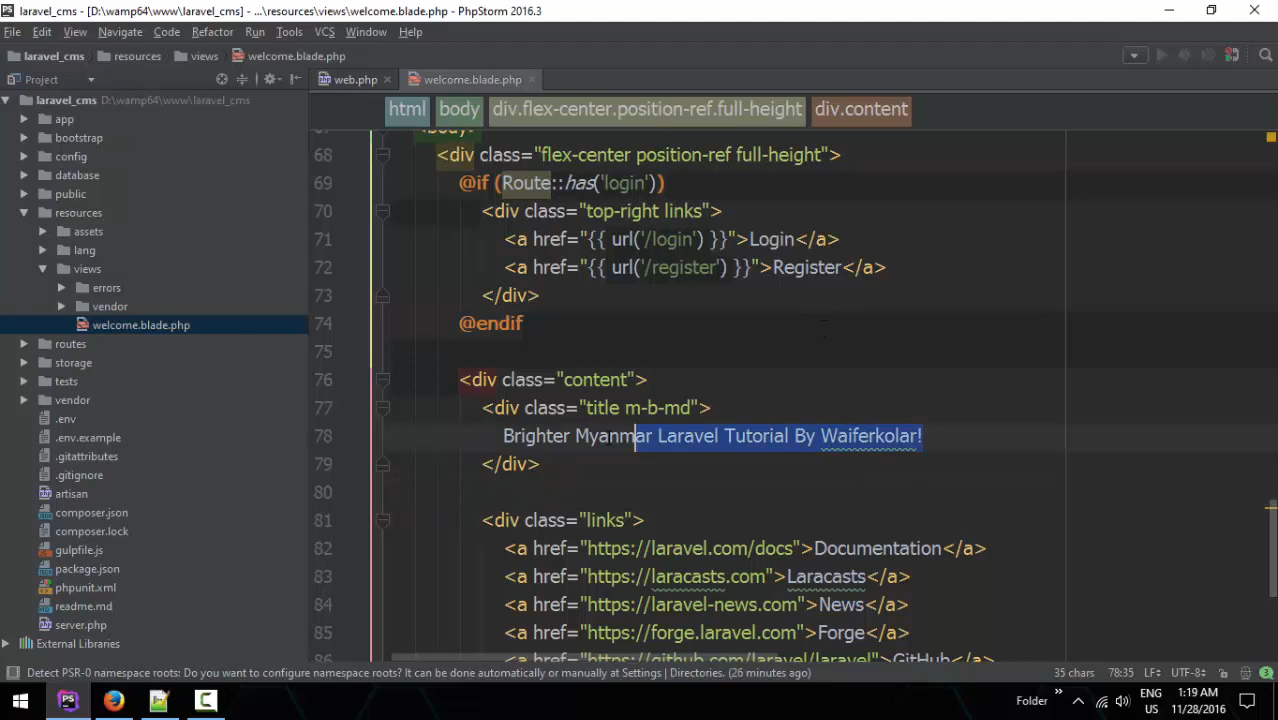 laravel_cms - [D:\wamp64\www\laravel_cms] - ...\resources\views\welcome.blade.php - PhpStorm 2016.3
File Edit View Navigate Code Refactor Run Tools VCS Window Help
laravel_cms resources views welcome.blade.php
Project
web.php welcome.blade.php
html body div.flex-center.position-ref.full-height div.content
laravel_cms D:\wamp64\www\laravel_cms
app
bootstrap
config
database
public
resources
assets
lang
views
errors
vendor
welcome.blade.php
routes
storage
tests
vendor
.env
.env.example
.gitattributes
.gitignore
artisan
composer.json
composer.lock
gulpfile.js
package.json
phpunit.xml
readme.md
server.php
External Libraries
<body>
68 <div class="flex-center position-ref full-height">
69 @if (Route::has('login'))
70 <div class="top-right links">
71 <a href="{{ url('/login') }}">Login</a>
72 <a href="{{ url('/register') }}">Register</a>
73 </div>
74 @endif
75
76 <div class="content">
77 <div class="title m-b-md">
78 Brighter Myanmar Laravel Tutorial By Waiferkolar!
79 </div>
80
81 <div class="links">
82 <a href="https://laravel.com/docs">Documentation</a>
83 <a href="https://laracasts.com">Laracasts</a>
84 <a href="https://laravel-news.com">News</a>
85 <a href="https://forge.laravel.com">Forge</a>
86 <a href="https://github.com/laravel/laravel">GitHub</a>
Detect PSR-0 namespace roots: Do you want to configure namespace roots? It can be done automatically or manually at Settings | Directories. (26 minutes ago) 35 chars 78:35 LF÷ UTF-8÷ 3
Folder ENG US 1:19 AM 11/28/2016